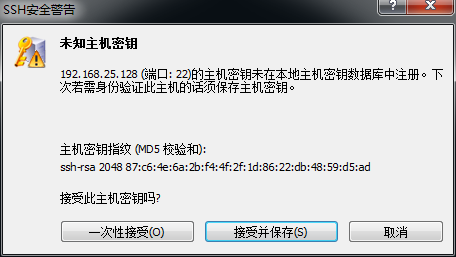 SSH安全警告
未知主机密钥
192.168.25.128 (端口: 22)的主机密钥未在本地主机密钥数据库中注册。下
次若需身份验证此主机的话须保存主机密钥。
主机密钥指纹 (MD5 校验和):
ssh-rsa 2048 87:c6:4e:6a:2b:f4:4f:2f:1d:86:22:db:48:59:d5:ad
接受此主机密钥吗?
一次性接受(O)
接受并保存(S)
取消